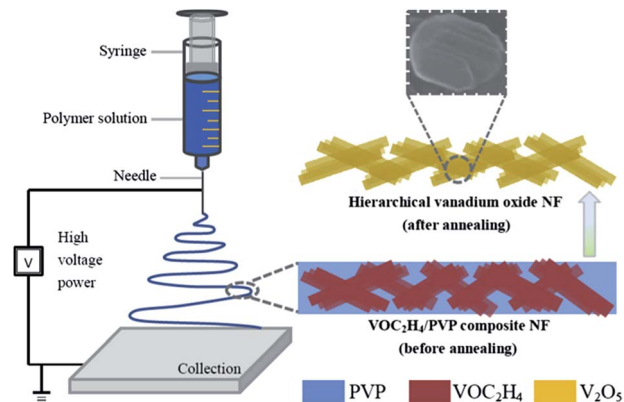 Syringe
Polymer solution
Needle
High
voltage
power
V
Collection
Hierarchical vanadium oxide NF
(after annealing)
VOC₂H₄/PVP composite NF
(before annealing)
PVP
VOC₂H₄
V₂O₅